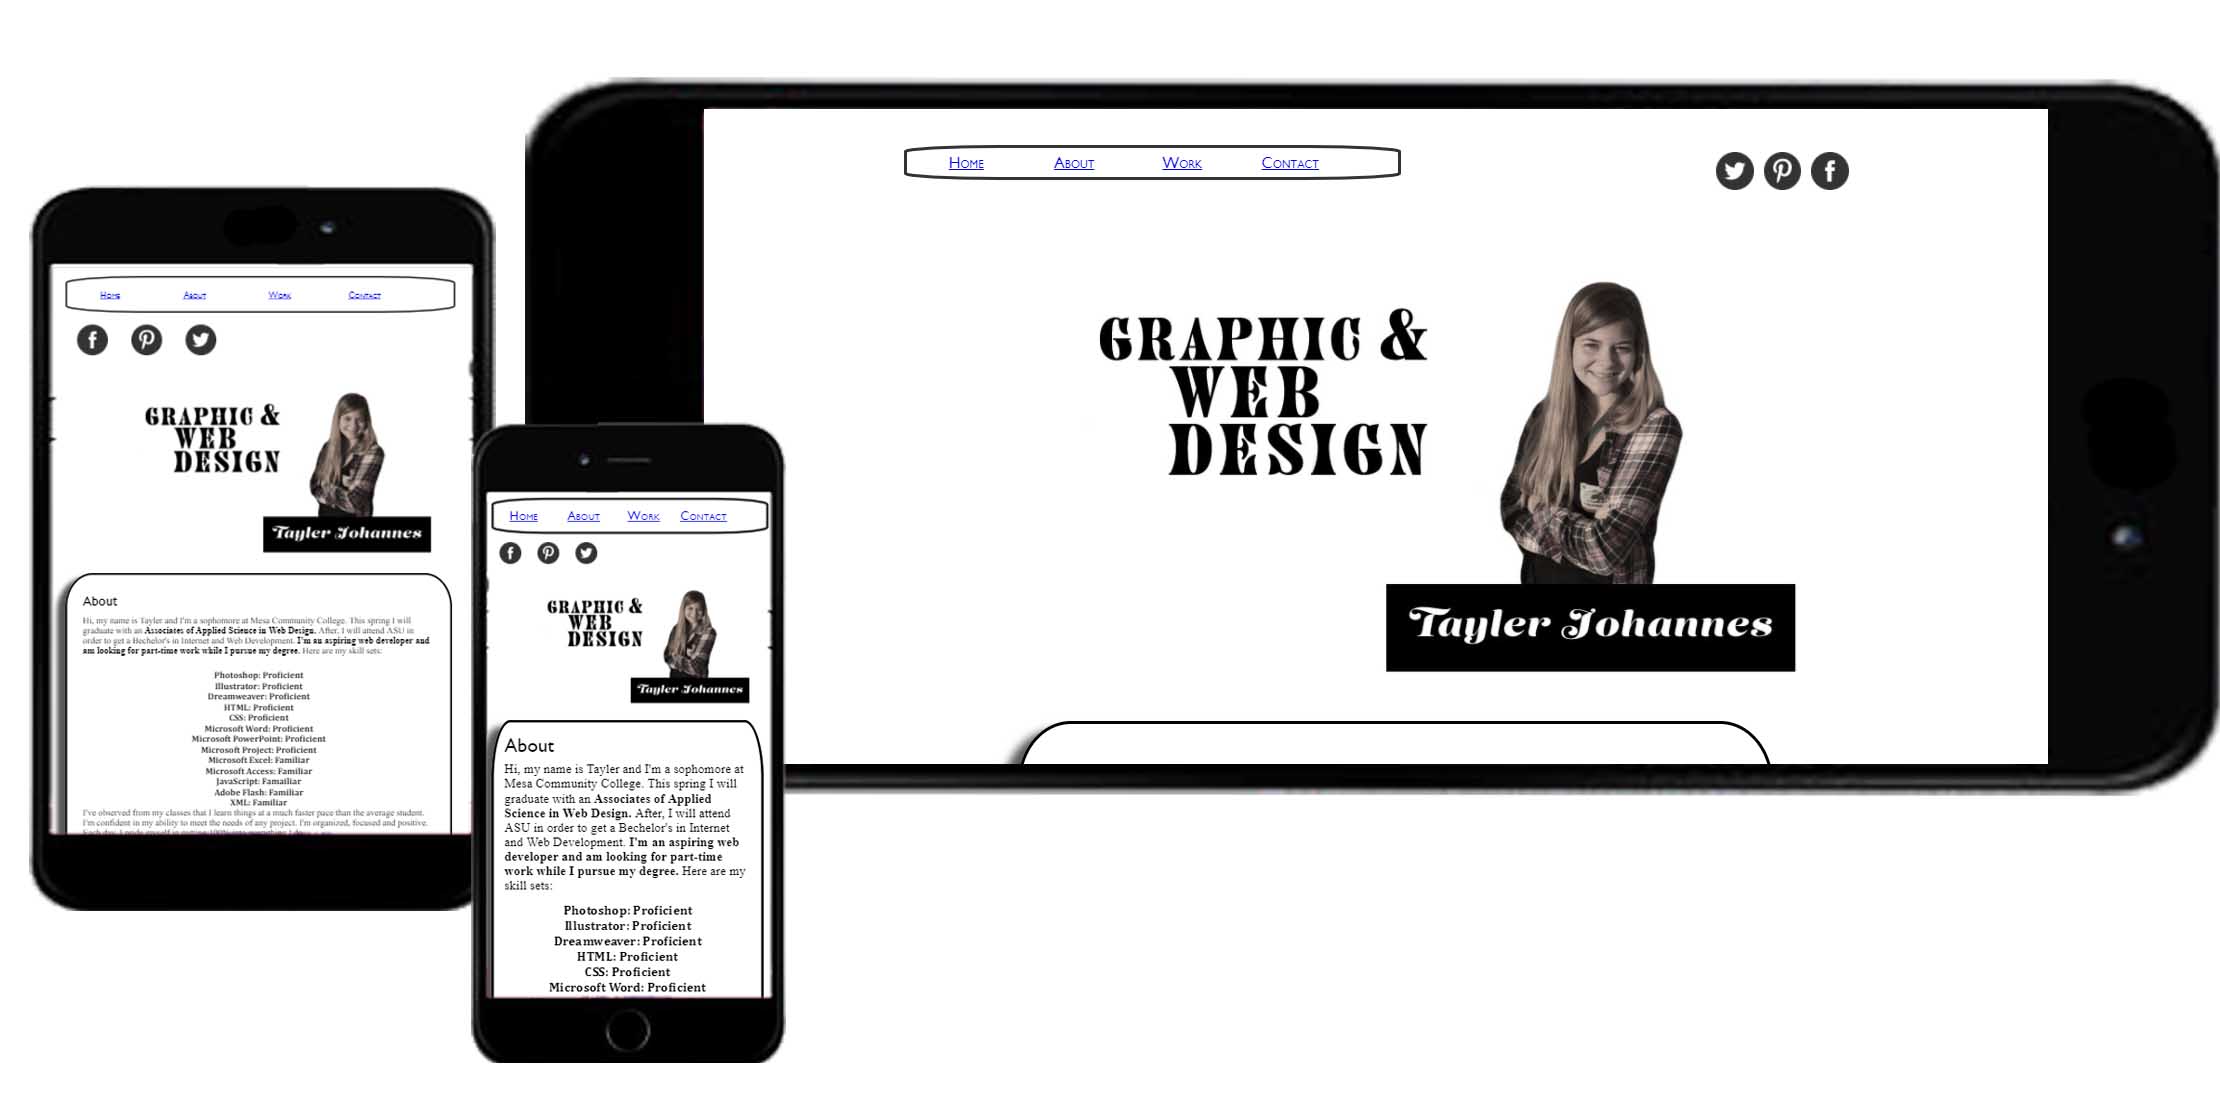 Home About Work Contact
GRAPHIC &
WEB
DESIGN
Tayler Johannes
About
Hi, my name is Tayler and I'm a sophomore at Mesa Community College. This spring I will
graduate with an Associates of Applied Science in Web Design. After, I will attend ASU in
order to get a Bechelor's in Internet and Web Development. I'm an aspiring web developer and
am looking for part-time work while I pursue my degree. Here are my skill sets:
Photoshop: Proficient
Illustrator: Proficient
Dreamweaver: Proficient
HTML: Proficient
CSS: Proficient
Microsoft Word: Proficient
Microsoft PowerPoint: Proficient
Microsoft Project: Proficient
Microsoft Excel: Familiar
Microsoft Access: Familiar
JavaScript: Famailiar
Adobe Flash: Familiar
XML: Familiar
I've observed from my classes that I learn things at a much faster pace than the average student.
I'm confident in my ability to meet the needs of any project. I'm organized, focused and positive.
Home About Work Contact
GRAPHIC &
WEB
DESIGN
Tayler Johannes
About
Hi, my name is Tayler and I'm a sophomore at
Mesa Community College. This spring I will
graduate with an Associates of Applied
Science in Web Design. After, I will attend
ASU in order to get a Bechelor's in Internet
and Web Development. I'm an aspiring web
developer and am looking for part-time
work while I pursue my degree. Here are my
skill sets:
Photoshop: Proficient
Illustrator: Proficient
Dreamweaver: Proficient
HTML: Proficient
CSS: Proficient
Microsoft Word: Proficient
Home About Work Contact
GRAPHIC &
WEB
DESIGN
Tayler Johannes